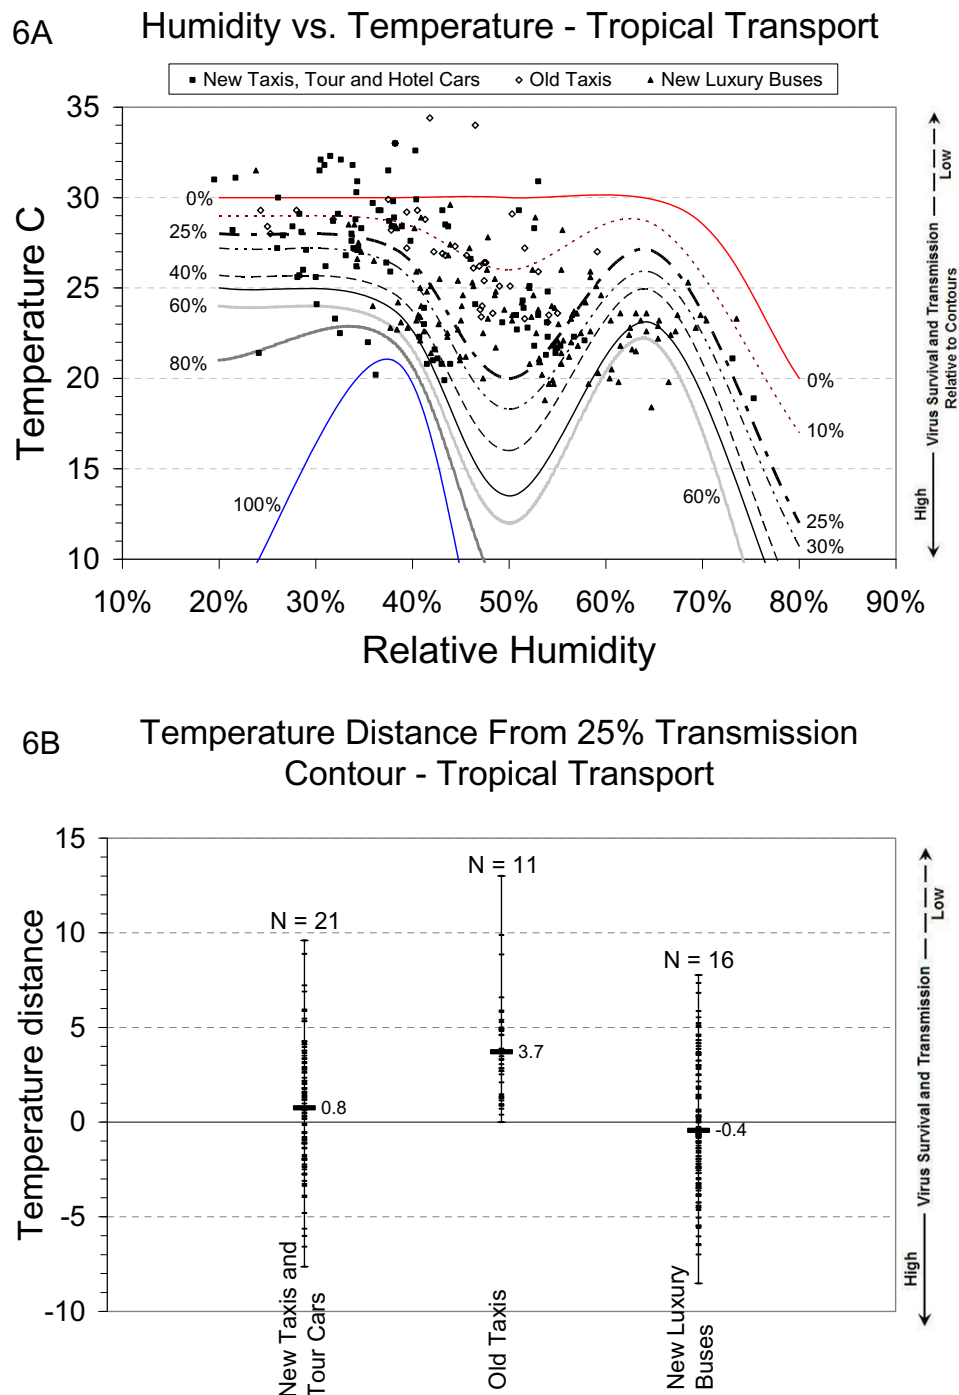 6A
Humidity vs. Temperature - Tropical Transport
New Taxis, Tour and Hotel Cars
Old Taxis
New Luxury Buses
Temperature C
35
30
25
20
15
10
0%
25%
40%
60%
80%
100%
60%
0%
10%
25%
30%
10%
20%
30%
40%
50%
60%
70%
80%
90%
Relative Humidity
High
Virus Survival and Transmission
Relative to Contours
Low
6B
Temperature Distance From 25% Transmission
Contour - Tropical Transport
Temperature distance
15
10
5
0
-5
-10
N = 21
N = 11
N = 16
0.8
3.7
-0.4
New Taxis and
Tour Cars
Old Taxis
New Luxury
Buses
High
Virus Survival and Transmission
Low